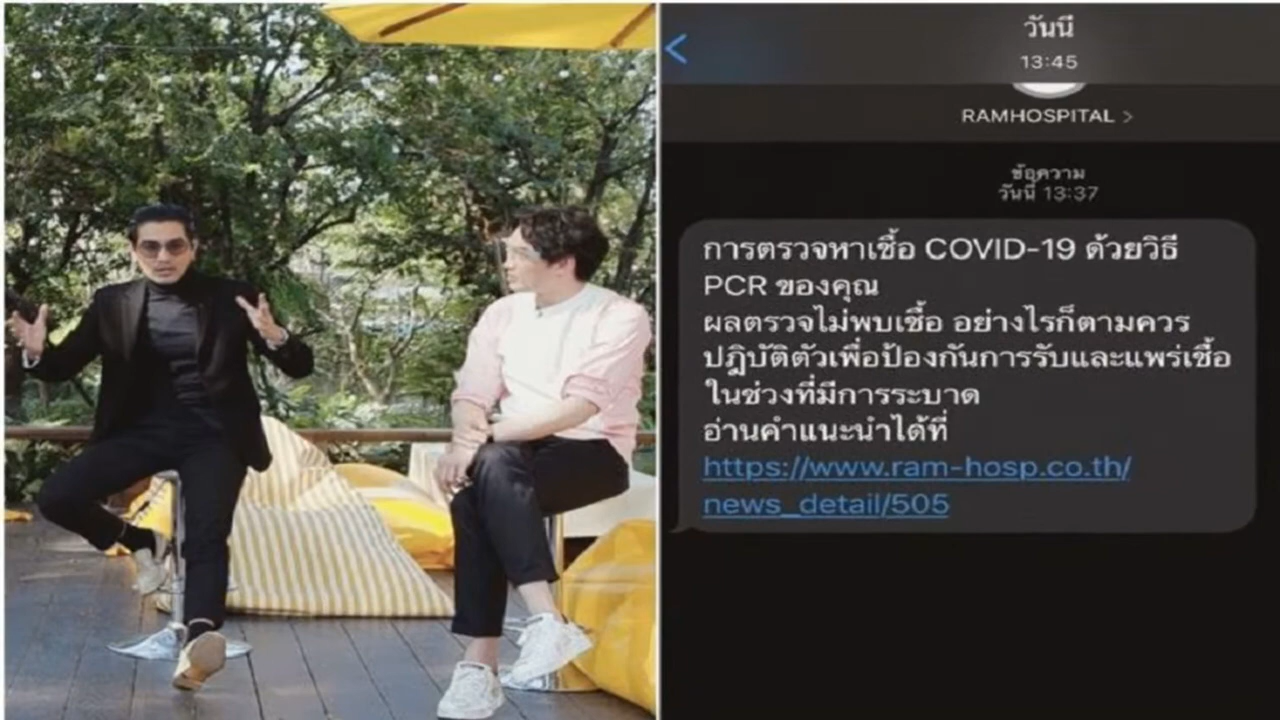 วันนี้
13:45
RAMHOSPITAL >
ข้อความ
วันนี้ 13:37
การตรวจหาเชื้อ COVID-19 ด้วยวิธี
PCR ของคุณ
ผลตรวจไม่พบเชื้อ อย่างไรก็ตามควร
ปฏิบัติตัวเพื่อป้องกันการรับและแพร่เชื้อ
ในช่วงที่มีการระบาด
อ่านคำแนะนำได้ที่
https://www.ram-hosp.co.th/
news_detail/505